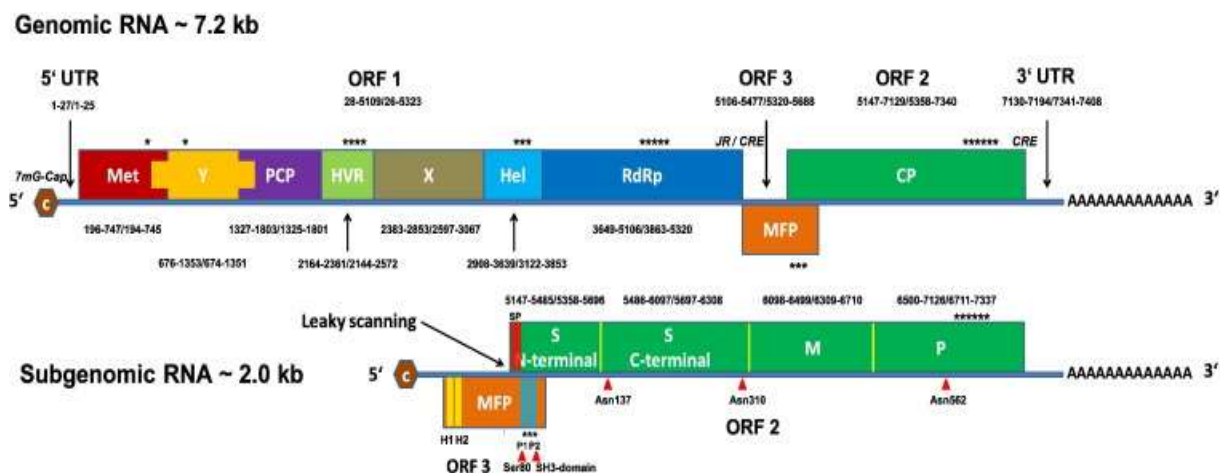 Genomic RNA ~ 7.2 kb
5' UTR ORF 1 ORF 3 ORF 2 3' UTR
1-27/1-25 28-5109/26-5323 5106-5477/5320-5688 5147-7129/5358-7340 7130-7194/7341-7408
* * **** *** ***** JR / CRE ****** CRE
7mG-Cap
5' C Met Y PCP HVR X Hel RdRp CP AAAAAAAAAAAAA 3'
MFP
196-747/194-745 1327-1803/1325-1801 2383-2853/2597-3067 3649-5106/3863-5320
676-1353/674-1351 2164-2361/2144-2572 2908-3639/3122-3853 ***
5147-5485/5358-5696 5486-6097/5697-6308 6098-6499/6309-6710 6500-7126/6711-7337
Leaky scanning SP ******
S N-terminal S C-terminal M P
Subgenomic RNA ~ 2.0 kb 5' C AAAAAAAAAAAAA 3'
MFP Asn137 Asn310 Asn562
H1 H2 *** P1 P2 ORF 2
ORF 3 Ser80 SH3-domain